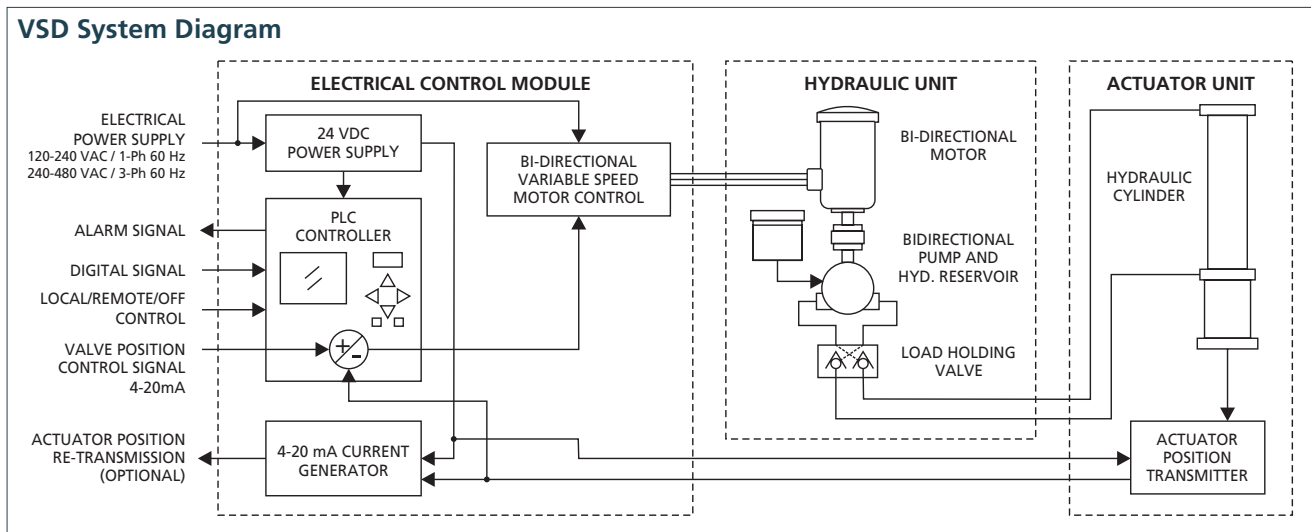 VSD System Diagram
ELECTRICAL CONTROL MODULE
HYDRAULIC UNIT
ACTUATOR UNIT
ELECTRICAL
POWER SUPPLY
120-240 VAC / 1-Ph 60 Hz
240-480 VAC / 3-Ph 60 Hz
24 VDC
POWER SUPPLY
BI-DIRECTIONAL
VARIABLE SPEED
MOTOR CONTROL
BI-DIRECTIONAL
MOTOR
HYDRAULIC
CYLINDER
ALARM SIGNAL
PLC
CONTROLLER
DIGITAL SIGNAL
BIDIRECTIONAL
PUMP AND
HYD. RESERVOIR
LOCAL/REMOTE/OFF
CONTROL
VALVE POSITION
CONTROL SIGNAL
4-20mA
+
-
LOAD HOLDING
VALVE
ACTUATOR POSITION
RE-TRANSMISSION
(OPTIONAL)
4-20 mA CURRENT
GENERATOR
ACTUATOR
POSITION
TRANSMITTER